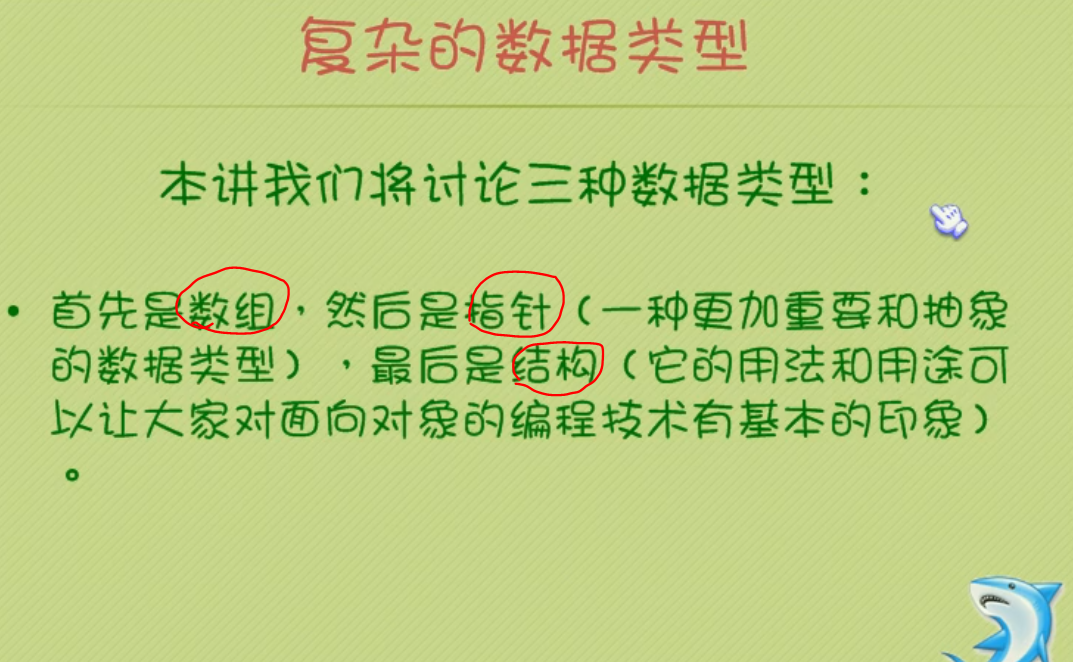 复杂的数据类型
本讲我们将讨论三种数据类型：
• 首先是数组，然后是指针（一种更加重要和抽象
的数据类型），最后是结构（它的用法和用途可
以让大家对面向对象的编程技术有基本的印象）
。